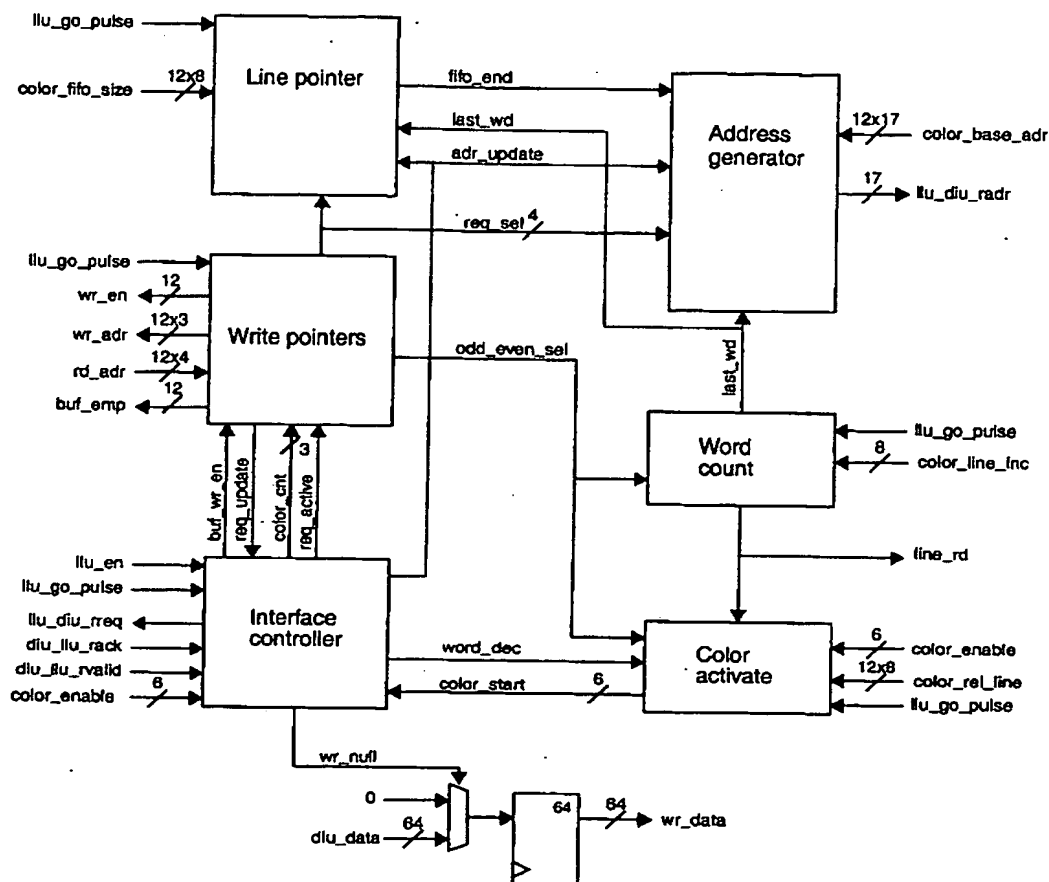 llu_go_pulse
12x8
color_fifo_size
Line pointer
fifo_end
last_wd
adr_update
Address
generator
12x17
color_base_adr
17
llu_diu_radr
req_sel
4
llu_go_pulse
12
wr_en
12x3
wr_adr
12x4
rd_adr
12
buf_emp
Write pointers
odd_even_sel
last_wd
Word
count
llu_go_pulse
8
color_line_inc
buf_wr_en
req_update
color_cnt
3
req_active
line_rd
llu_en
llu_go_pulse
llu_diu_rreq
diu_llu_rack
diu_llu_rvalid
color_enable
6
Interface
controller
word_dec
color_start
6
Color
activate
6
color_enable
12x8
color_rel_line
llu_go_pulse
wr_null
0
64
diu_data
64
64
wr_data